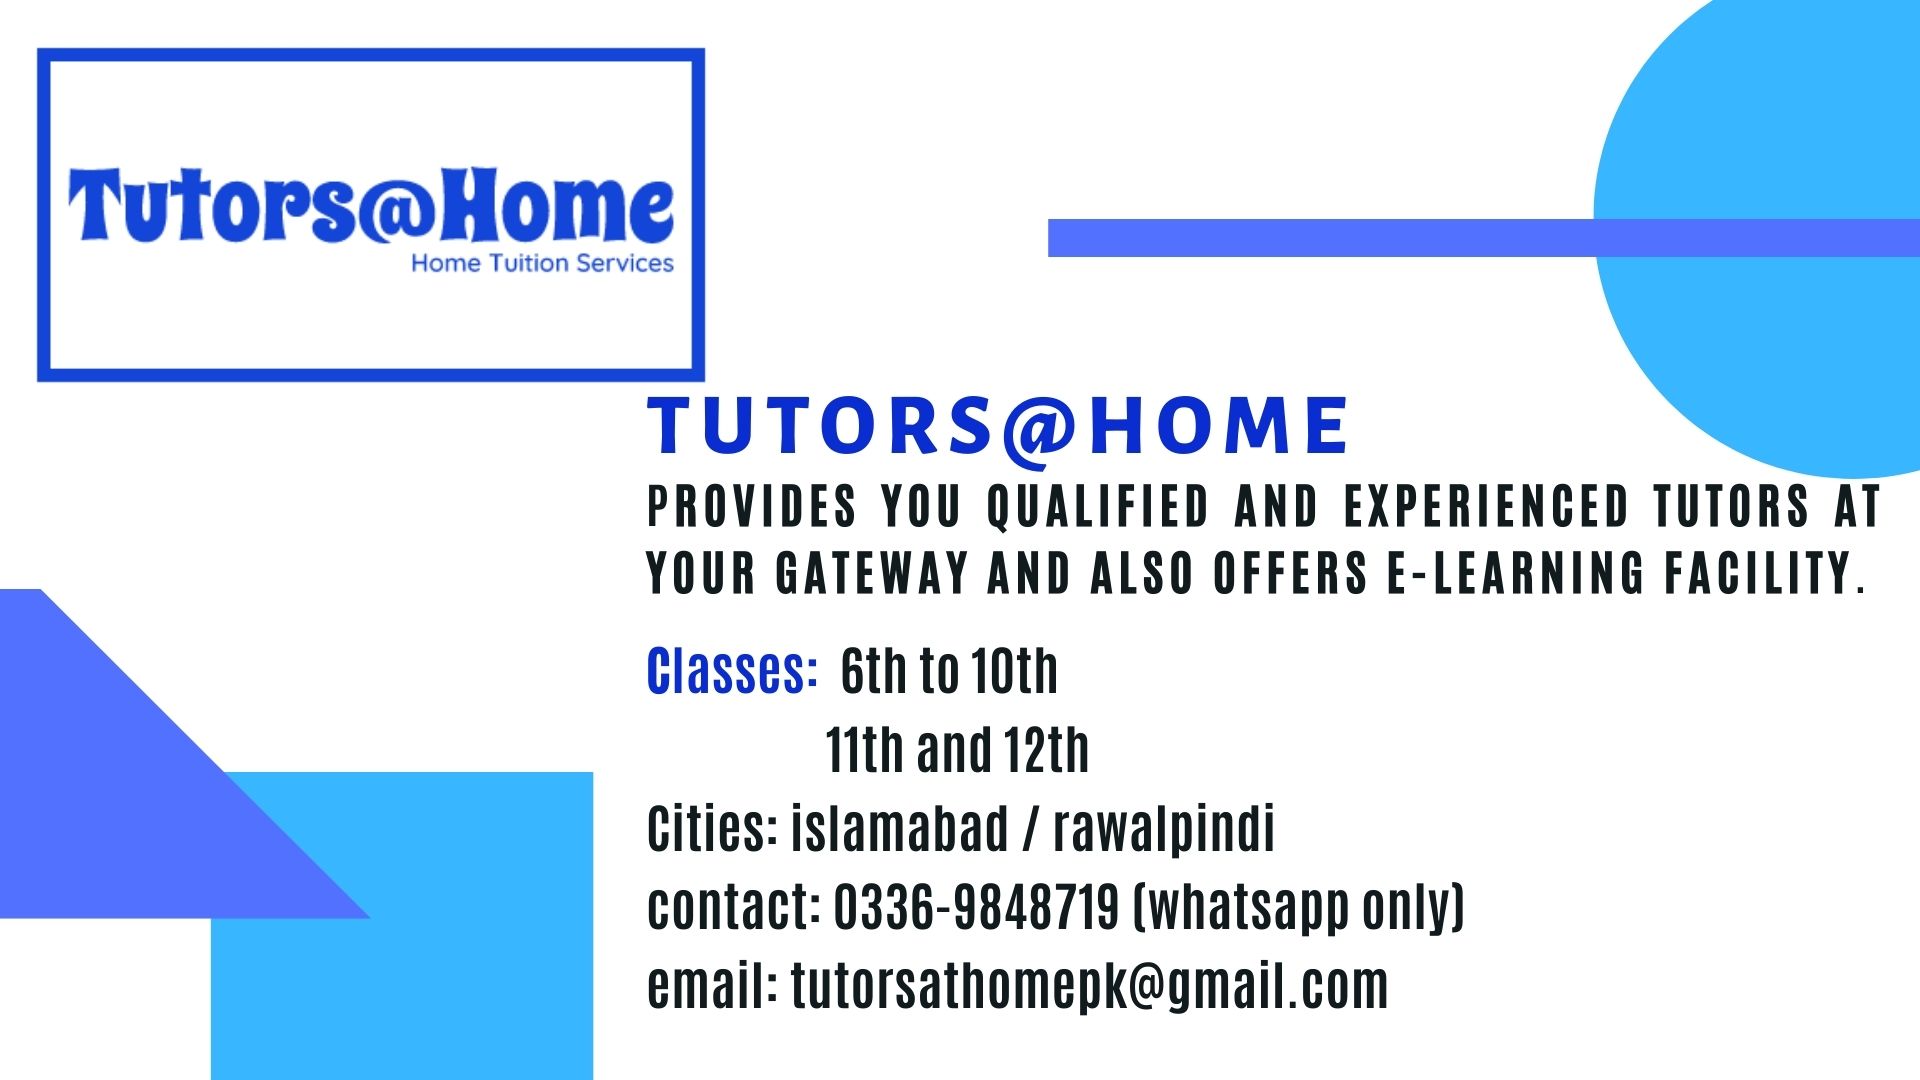 Tutors@Home
Home Tuition Services
TUTORS@HOME
PROVIDES YOU QUALIFIED AND EXPERIENCED TUTORS AT
YOUR GATEWAY AND ALSO OFFERS E-LEARNING FACILITY.
Classes: 6th to 10th
11th and 12th
Cities: islamabad / rawalpindi
contact: 0336-9848719 (whatsapp only)
email: tutorsathomepk@gmail.com